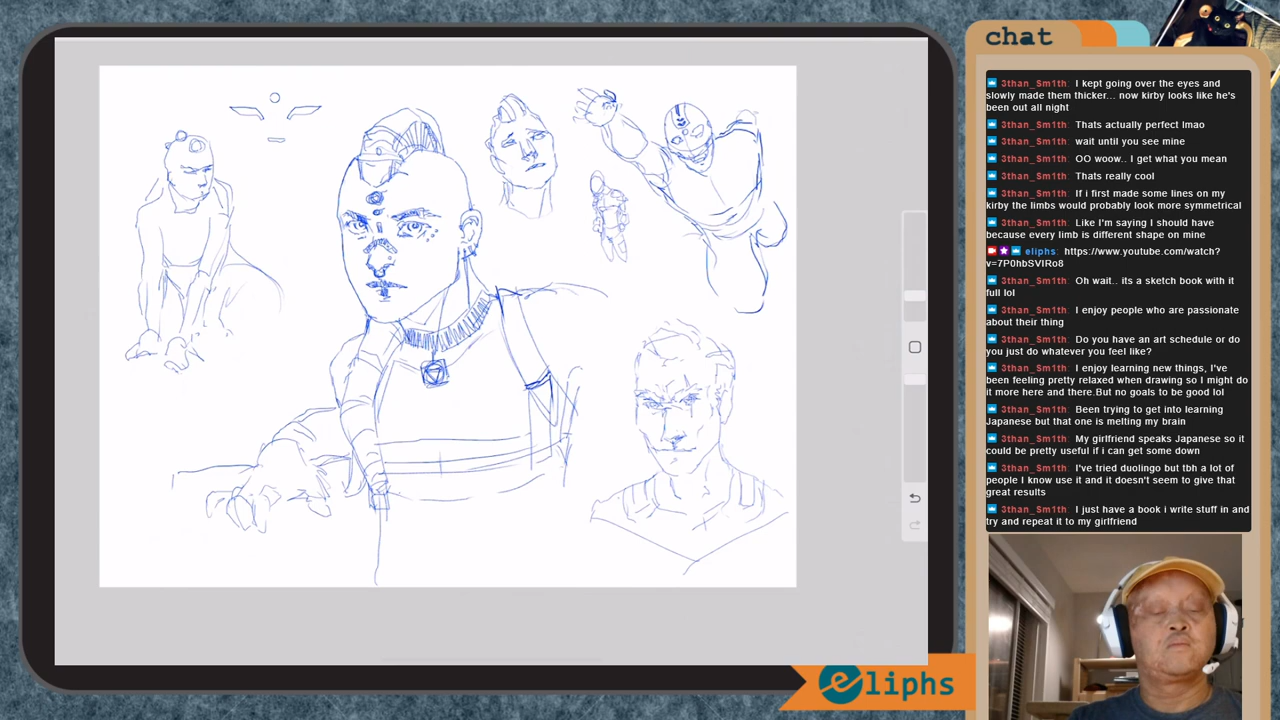 chat
3than_Sm1th: I kept going over the eyes and
slowly made them thicker... now kirby looks like he's
been out all night
3than_Sm1th: Thats actually perfect lmao
3than_Sm1th: wait until you see mine
3than_Sm1th: OO woow.. I get what you mean
3than_Sm1th: Thats really cool
3than_Sm1th: If i first made some lines on my
kirby the limbs would probably look more symmetrical
3than_Sm1th: Like I'm saying I should have
because every limb is different shape on mine
eliphs: https://www.youtube.com/watch?
v=7P0hbSVIRo8
3than_Sm1th: Oh wait.. its a sketch book with it
full lol
3than_Sm1th: I enjoy people who are passionate
about their thing
3than_Sm1th: Do you have an art schedule or do
you just do whatever you feel like?
3than_Sm1th: I enjoy learning new things, I've
been feeling pretty relaxed when drawing so I might do
it more here and there.But no goals to be good lol
3than_Sm1th: Been trying to get into learning
Japanese but that one is melting my brain
3than_Sm1th: My girlfriend speaks Japanese so it
could be pretty useful if i can get some down
3than_Sm1th: I've tried duolingo but tbh a lot of
people I know use it and it doesn't seem to give that
great results
3than_Sm1th: I just have a book i write stuff in and
try and repeat it to my girlfriend
eliphs